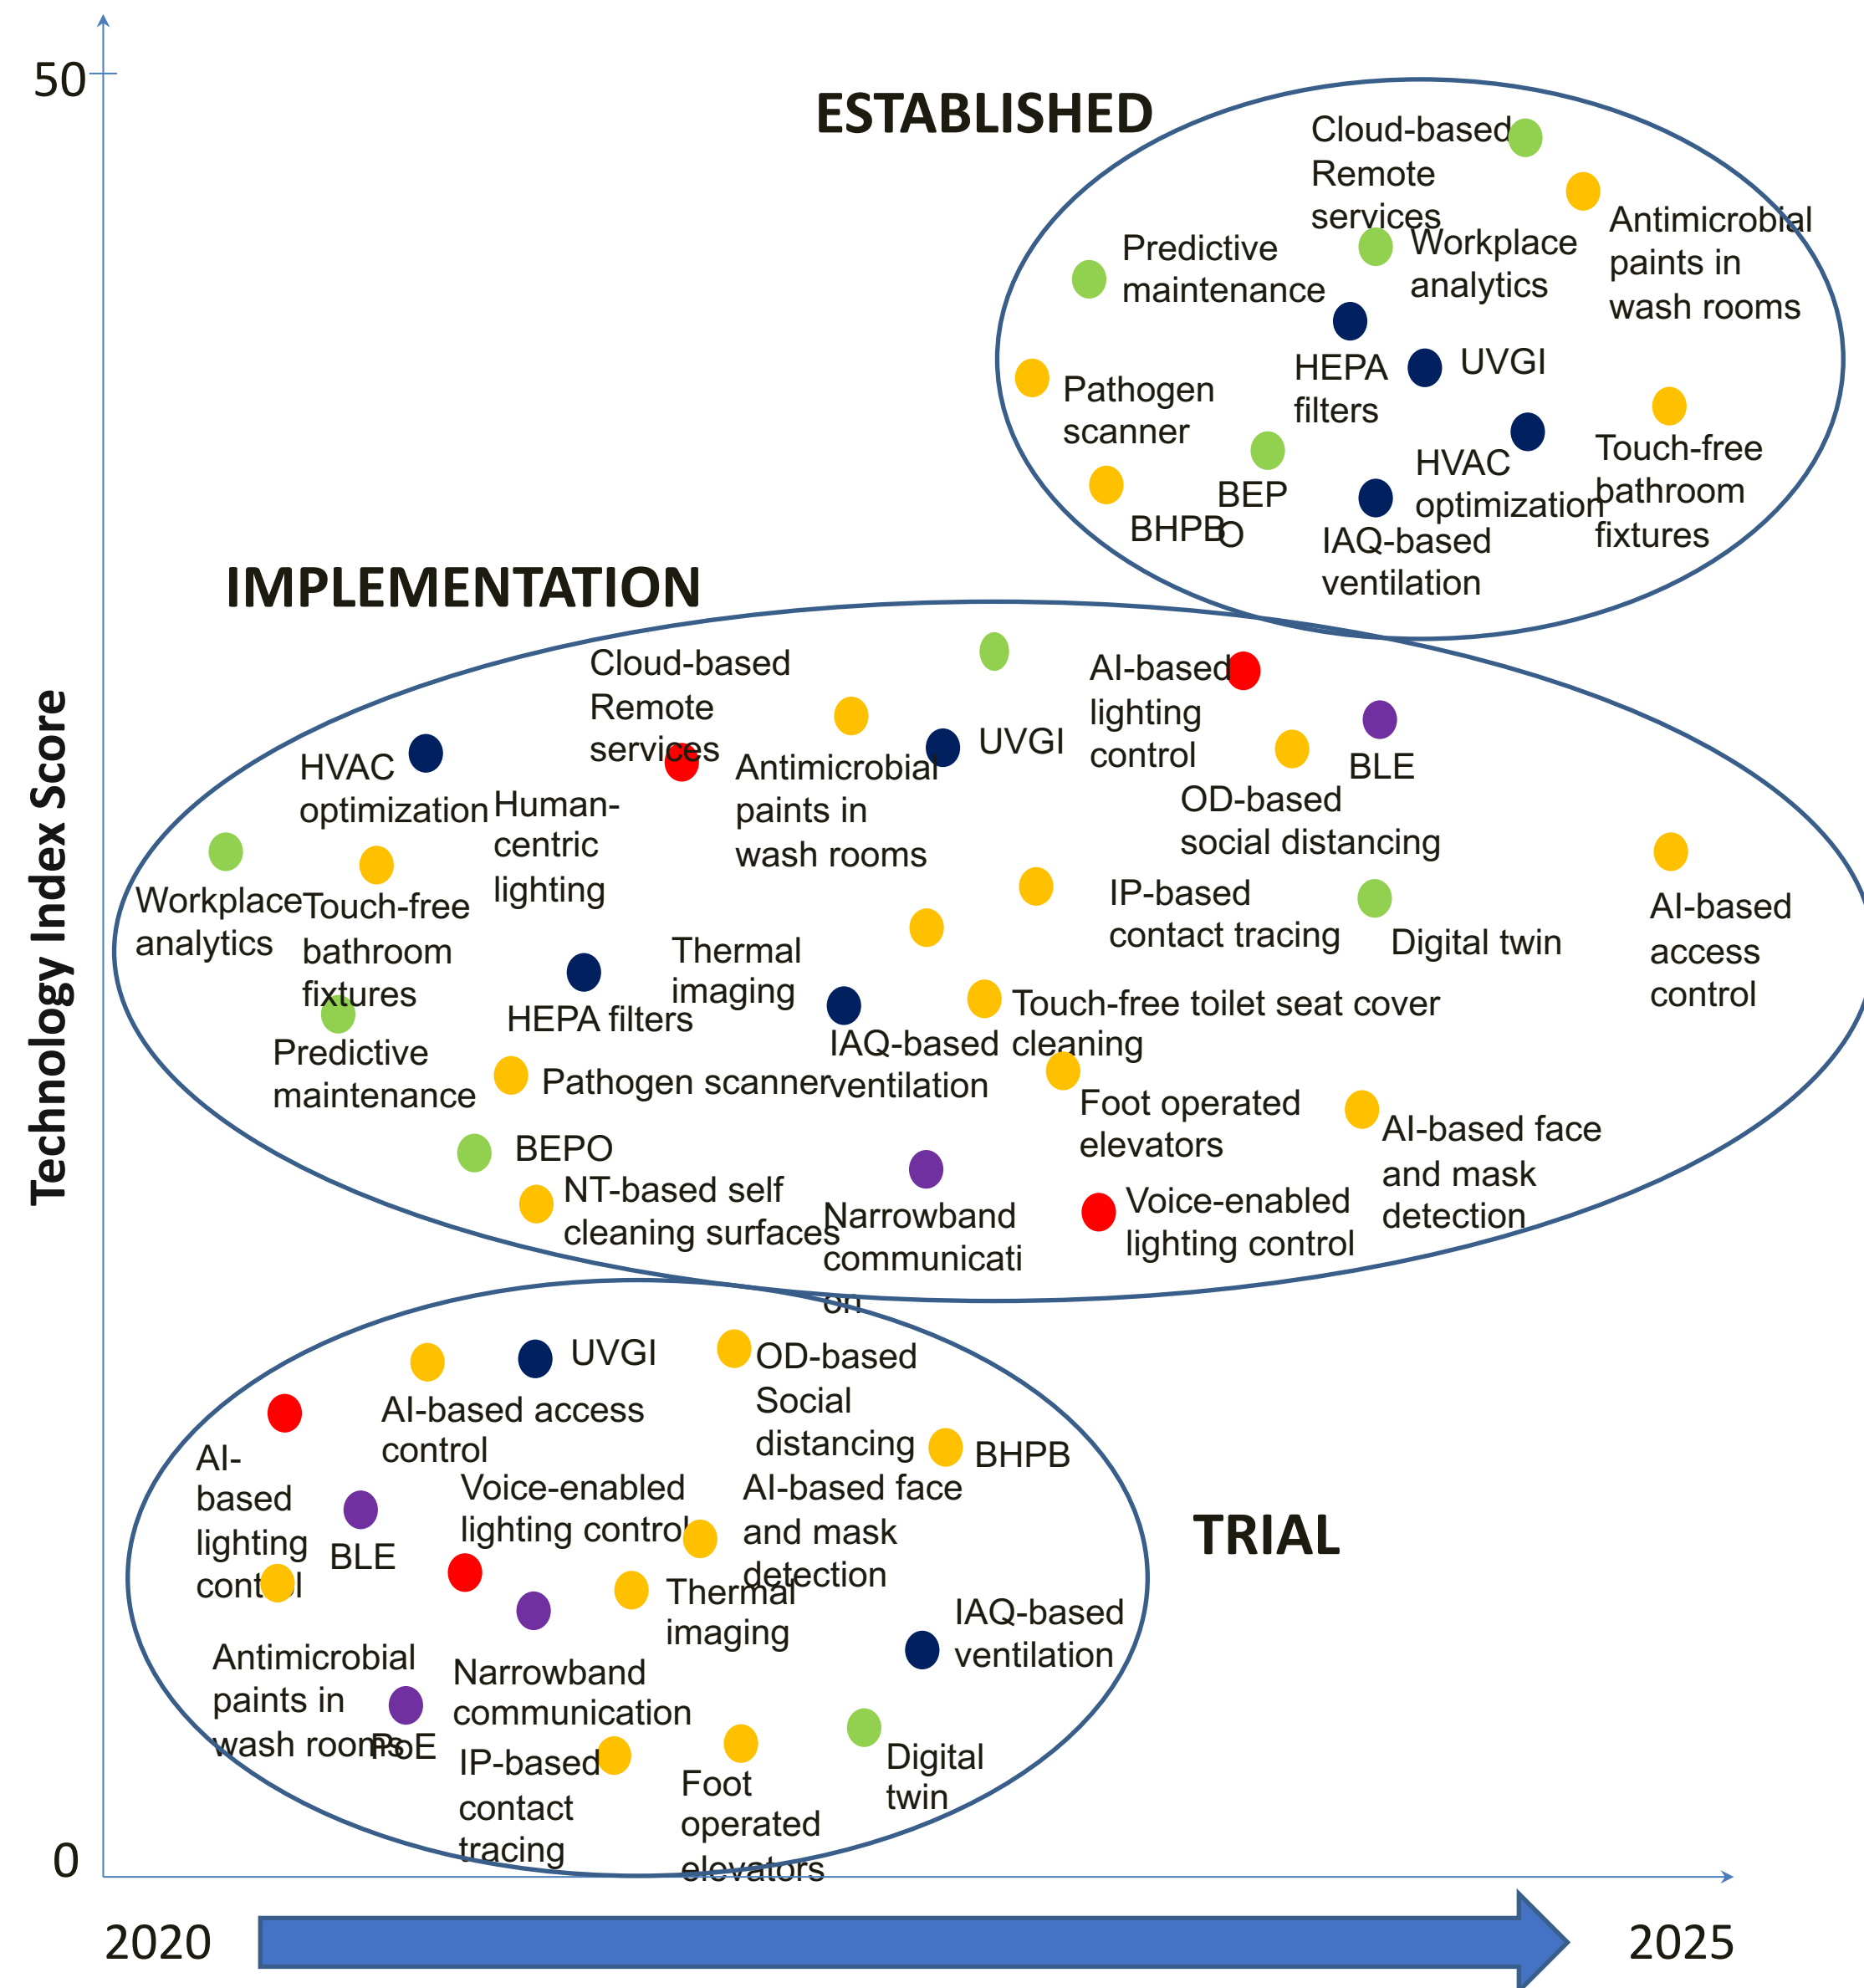 50
ESTABLISHED
Cloud-based
Remote
services
Antimicrobial
paints in
wash rooms
Workplace
analytics
Predictive
maintenance
HEPA
filters
UVGI
Pathogen
scanner
HVAC
optimization
Touch-free
bathroom
fixtures
BEP
O
BHPB
IAQ-based
ventilation
IMPLEMENTATION
Cloud-based
Remote
services
AI-based
lighting
control
UVGI
BLE
HVAC
optimization
Antimicrobial
paints in
wash rooms
Human-
centric
lighting
OD-based
social distancing
Workplace
analytics
Touch-free
bathroom
fixtures
IP-based
contact tracing
Digital twin
AI-based
access
control
Thermal
imaging
HEPA filters
Touch-free toilet seat cover
cleaning
IAQ-based
ventilation
Predictive
maintenance
Pathogen scanner
Foot operated
elevators
AI-based face
and mask
detection
BEPO
NT-based self
cleaning surfaces
Narrowband
communicati
on
Voice-enabled
lighting control
Technology Index Score
UVGI
OD-based
Social
distancing
AI-based access
control
AI-
based
lighting
control
BHPB
Voice-enabled
lighting control
AI-based face
and mask
detection
TRIAL
BLE
Thermal
imaging
IAQ-based
ventilation
Antimicrobial
paints in
wash rooms
Narrowband
communication
PoE
IP-based
contact
tracing
Foot
operated
elevators
Digital
twin
0
2020
2025